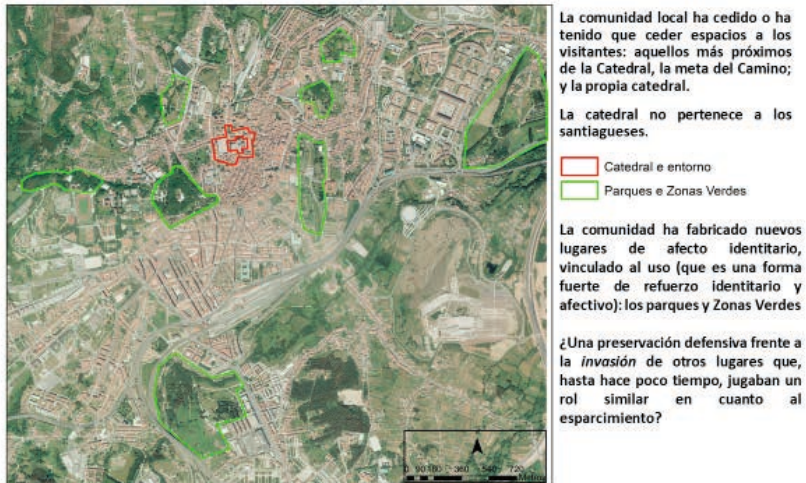 La comunidad local ha cedido o ha
tenido que ceder espacios a los
visitantes: aquellos más próximos
de la Catedral, la meta del Camino;
y la propia catedral.
La catedral no pertenece a los
santiagueses.
Catedral e entorno
Parques e Zonas Verdes
La comunidad ha fabricado nuevos
lugares de afecto identitario,
vinculado al uso (que es una forma
fuerte de refuerzo identitario y
afectivo): los parques y Zonas Verdes
¿Una preservación defensiva frente a
la invasión de otros lugares que,
hasta hace poco tiempo, jugaban un
rol similar en cuanto al
esparcimiento?
0 90 180 360 540 720